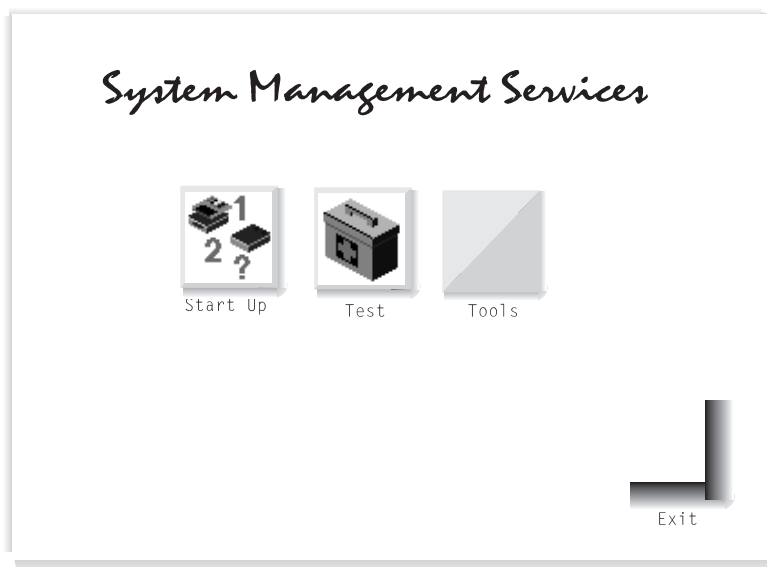 System Management Services
1
2
?
Start Up
Test
Tools
Exit